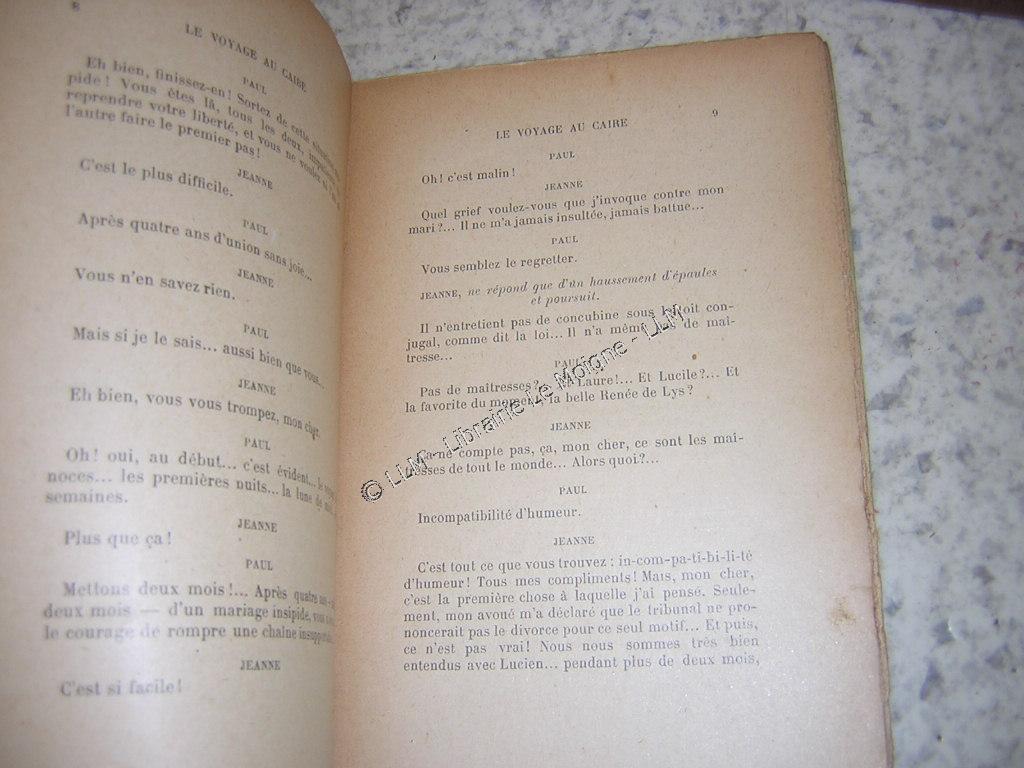 8
LE VOYAGE AU CAIRE
PAUL
Eh bien, finissez-en! Sortez de cette
pide! Vous êtes là, tous les deux,
reprendre votre liberté, et vous ne voulez ni
l'autre faire le premier pas!
JEANNE
C'est le plus difficile.
PAUL
Après quatre ans d'union sans joie...
JEANNE
Vous n'en savez rien.
PAUL
Mais si je le sais... aussi bien que vous...
JEANNE
Eh bien, vous vous trompez, mon cher.
PAUL
Oh! oui, au début... c'est évident... le
noces... les premières nuits... la lune de
semaines.
JEANNE
Plus que ça!
PAUL
Mettons deux mois!... Après quatre ans
deux mois — d'un mariage insipide, vous
le courage de rompre une chaîne
JEANNE
C'est si facile!
LE VOYAGE AU CAIRE 9
PAUL
Oh! c'est malin!
JEANNE
Quel grief voulez-vous que j'invoque contre mon
mari?... Il ne m'a jamais insultée, jamais battue...
PAUL
Vous semblez le regretter.
JEANNE, ne répond que d'un haussement d'épaules
et poursuit.
Il n'entretient pas de concubine sous le toit con-
jugal, comme dit la loi... Il n'a même de maî-
tresse...
PAUL
Pas de maîtresses? Laure!... Et Lucile?... Et
la favorite du moment, la belle Renée de Lys?
JEANNE
Ça ne compte pas, ça, mon cher, ce sont les maî-
tresses de tout le monde... Alors quoi?...
PAUL
Incompatibilité d'humeur.
JEANNE
C'est tout ce que vous trouvez : in-com-pa-ti-bi-li-té
d'humeur! Tous mes compliments! Mais, mon cher,
c'est la première chose à laquelle j'ai pensé. Seule-
ment, mon avoué m'a déclaré que le tribunal ne pro-
noncerait pas le divorce pour ce seul motif... Et puis,
ce n'est pas vrai! Nous nous sommes très bien
entendus avec Lucien... pendant plus de deux mois,
© LLM - Librairie Le Moigne - LLM